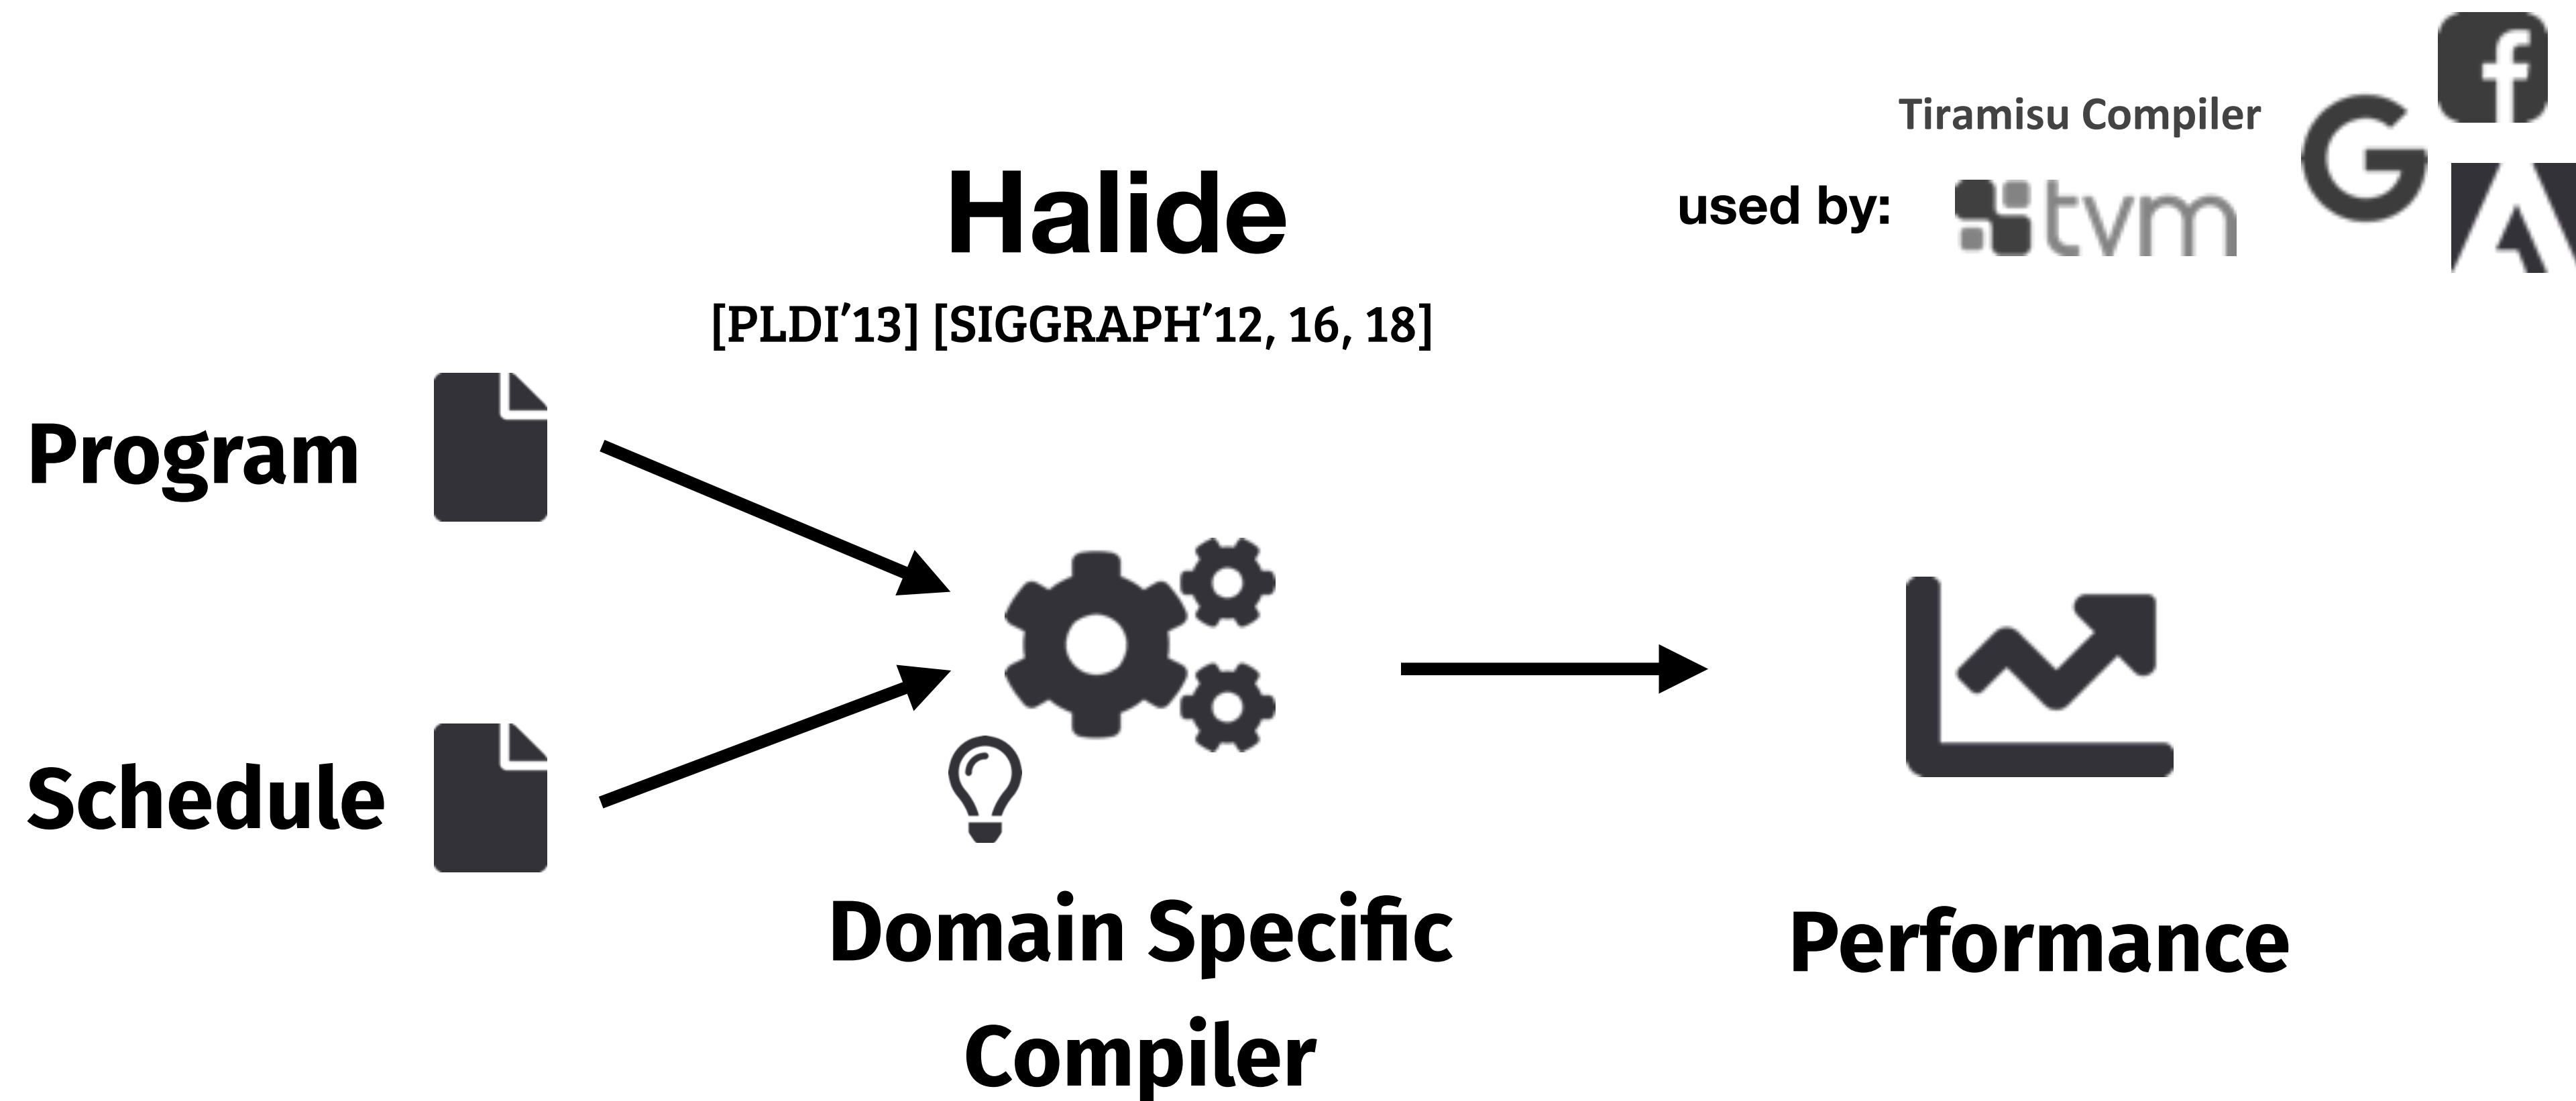 Tiramisu Compiler
Halide
used by:
tvm
[PLDI’13] [SIGGRAPH’12, 16, 18]
Program
Schedule
Domain Specific
Compiler
Performance